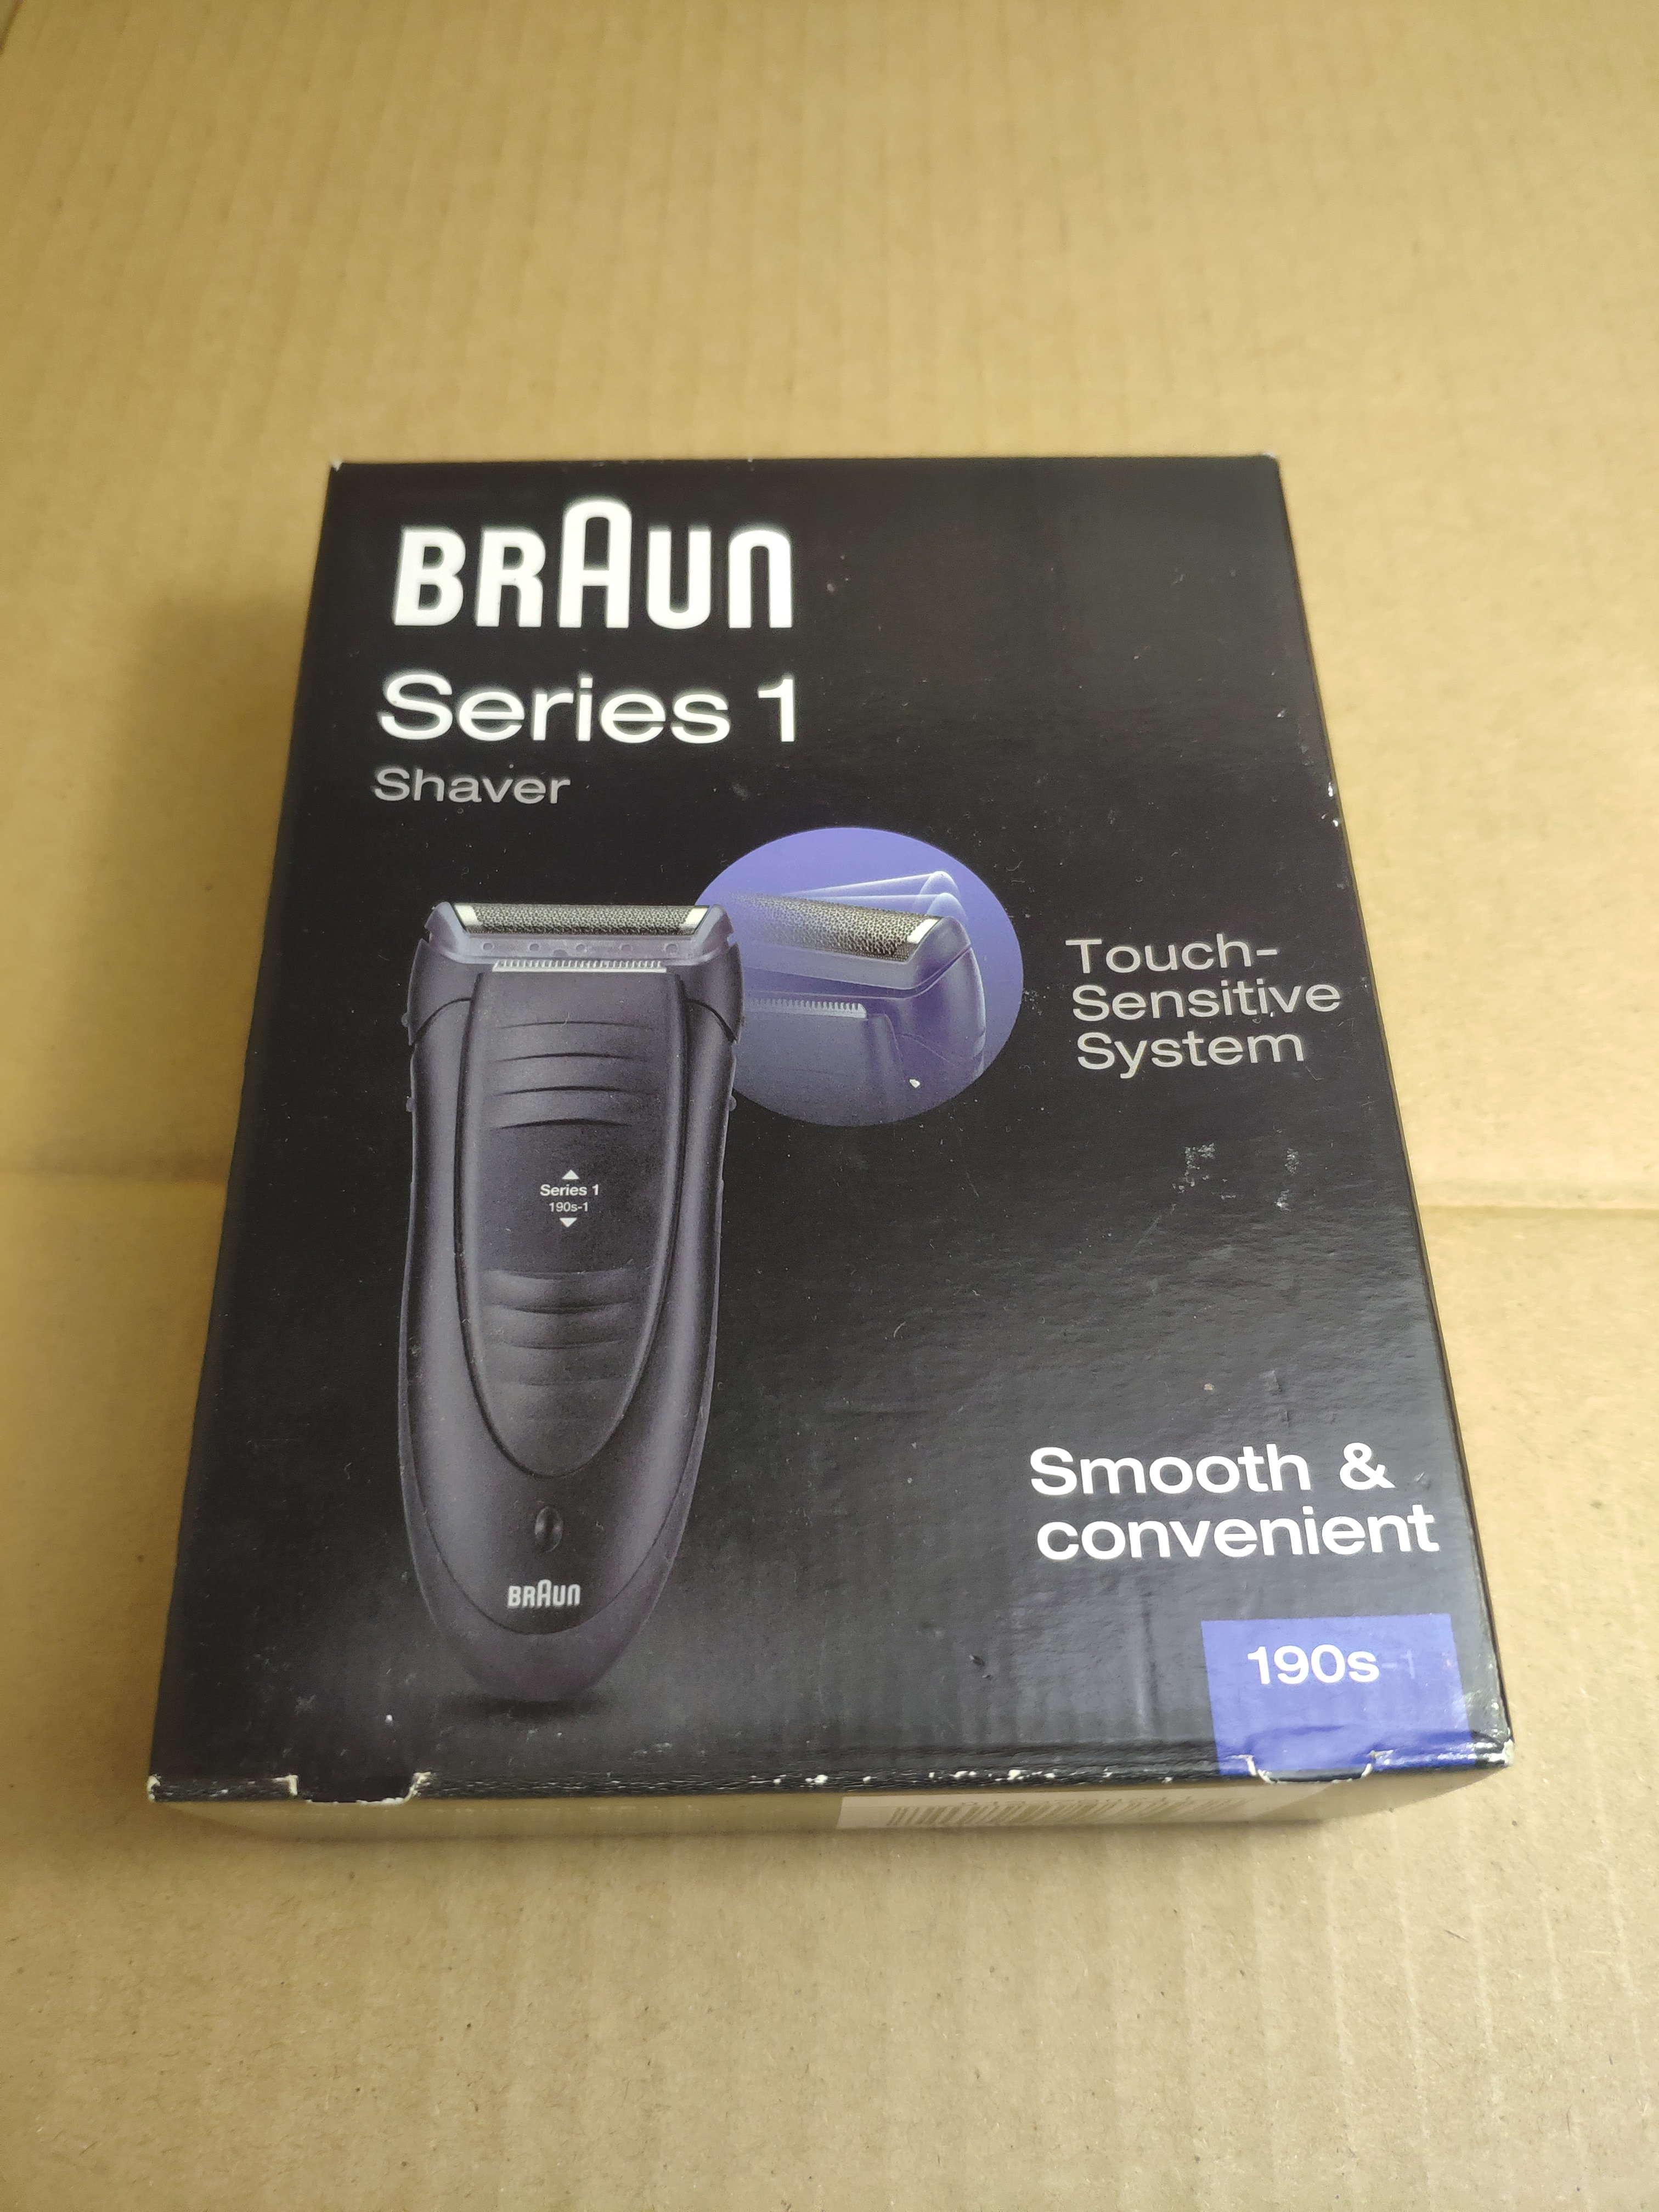 BRAUN
Series 1
Shaver
Touch-
Sensitive
System
Series 1
190s-1
BRAUN
Smooth &
convenient
190s-1